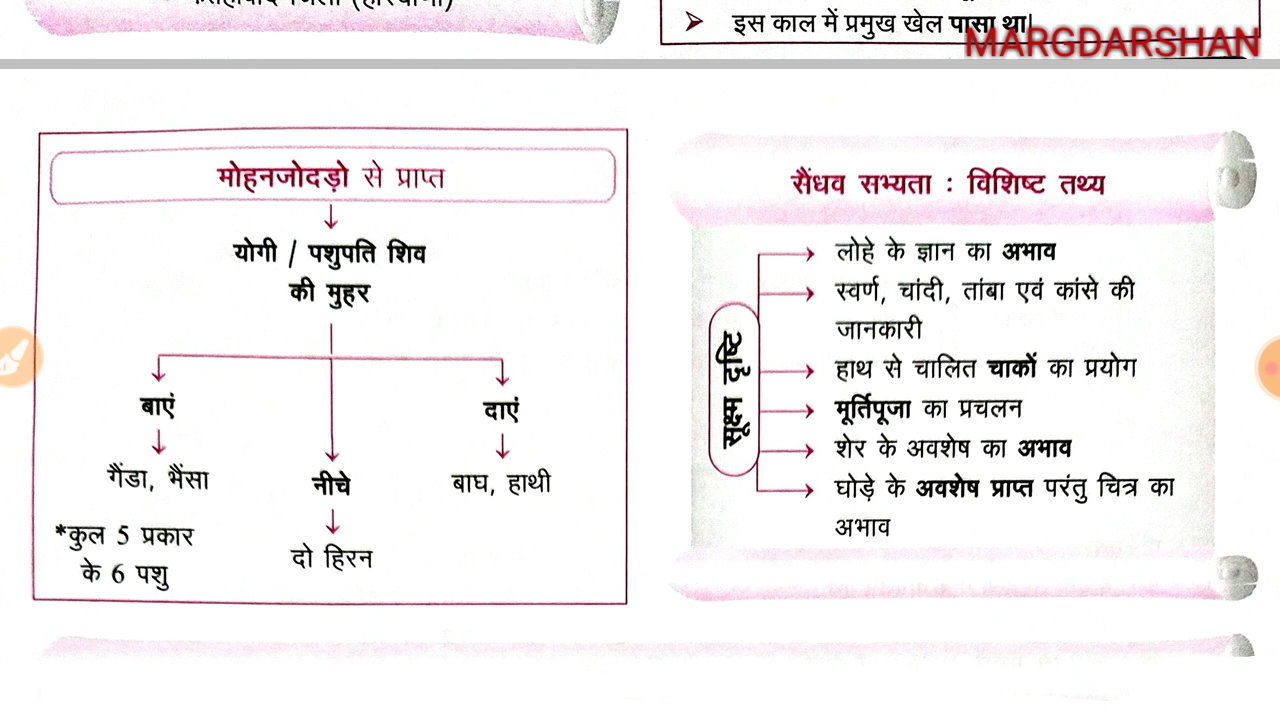 इस काल में प्रमुख खेल पासा था।
MARGDARSHAN
मोहनजोदड़ो से प्राप्त
योगी / पशुपति शिव
की मुहर
बाएं
गैंडा, भैंसा
नीचे
दो हिरन
दाएं
बाघ, हाथी
*कुल 5 प्रकार
के 6 पशु
सैंधव सभ्यता : विशिष्ट तथ्य
सूक्ष्म दृष्टि
लोहे के ज्ञान का अभाव
स्वर्ण, चांदी, तांबा एवं कांसे की
जानकारी
हाथ से चालित चाकों का प्रयोग
मूर्तिपूजा का प्रचलन
शेर के अवशेष का अभाव
घोड़े के अवशेष प्राप्त परंतु चित्र का
अभाव